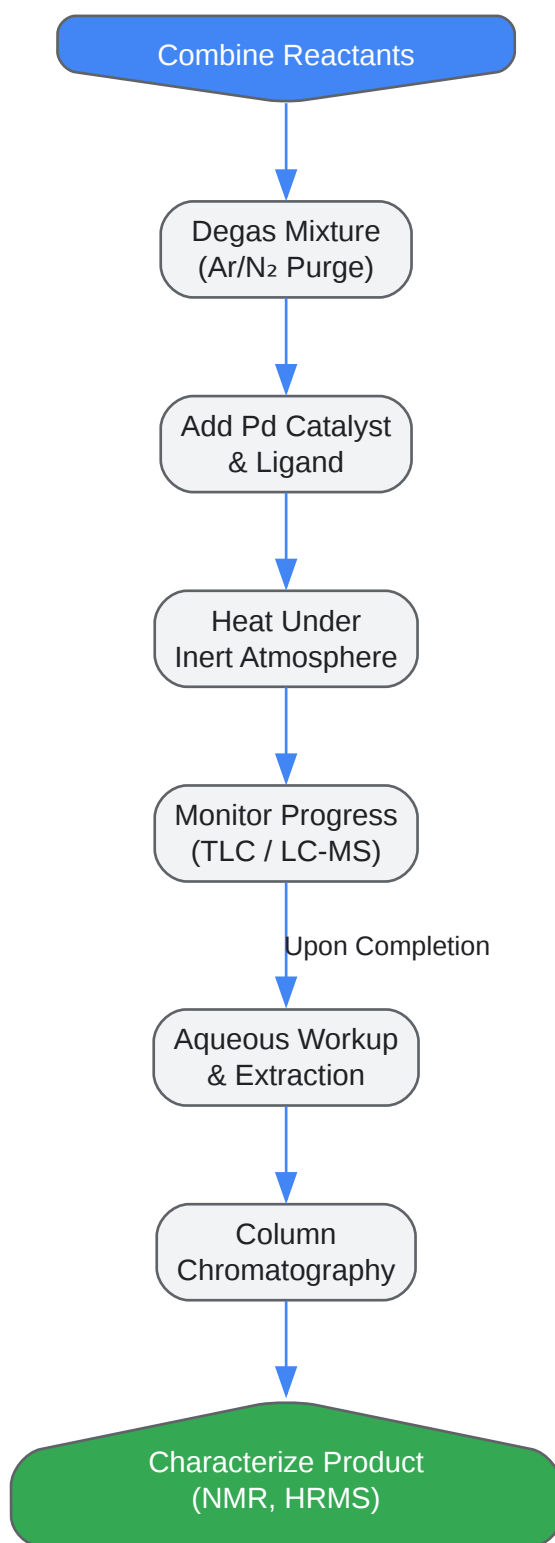 Combine Reactants
Degas Mixture
(Ar/N₂ Purge)
Add Pd Catalyst
& Ligand
Heat Under
Inert Atmosphere
Monitor Progress
(TLC / LC-MS)
Upon Completion
Aqueous Workup
& Extraction
Column
Chromatography
Characterize Product
(NMR, HRMS)